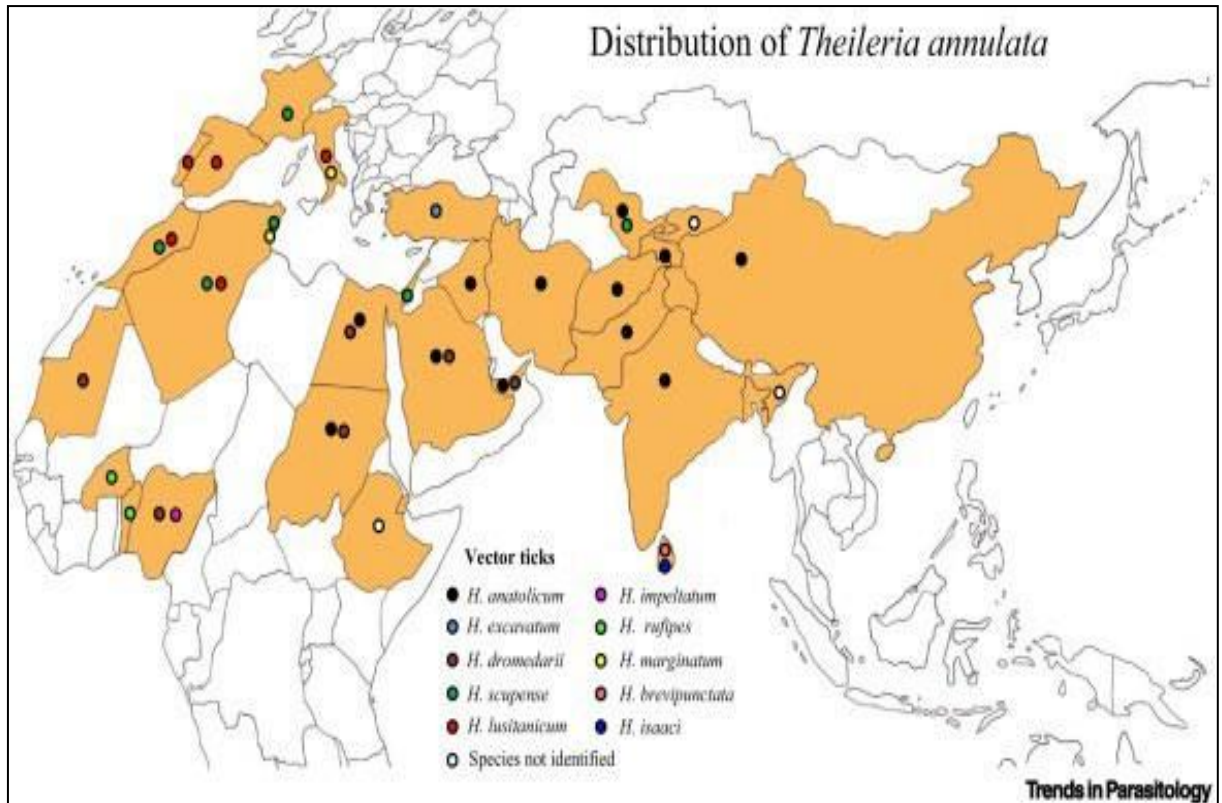 Distribution of Theileria annulata
Vector ticks
H. anatolicum
H. impeltatum
H. excavatum
H. rufipes
H. dromedarii
H. marginatum
H. scupense
H. brevipunctata
H. lusitanicum
H. isaaci
Species not identified
Trends in Parasitology